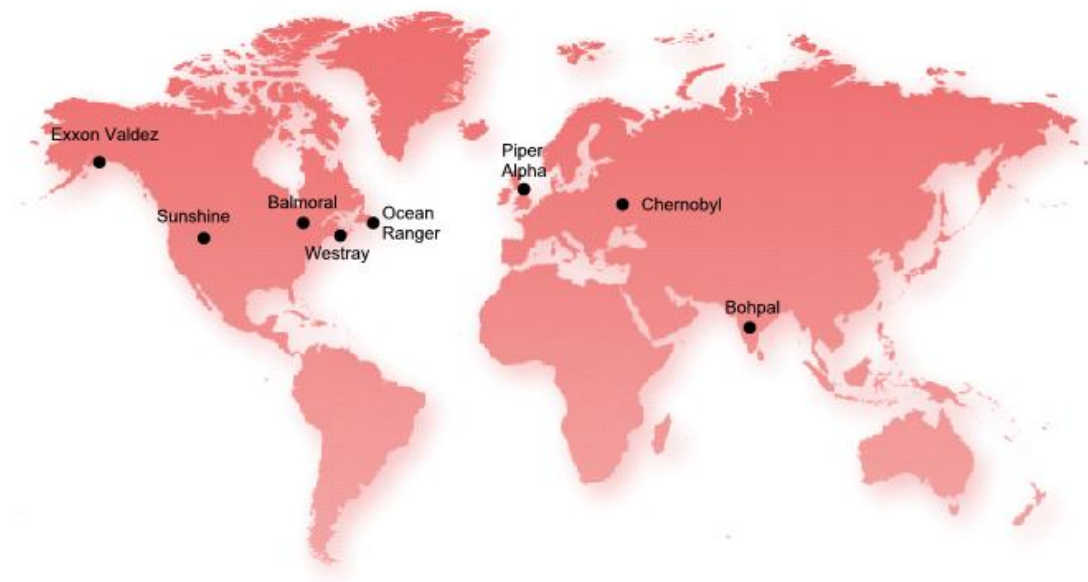 Exxon Valdez
Piper
Alpha
Sunshine
Balmoral
Ocean
Ranger
Westray
Chernobyl
Bohpal